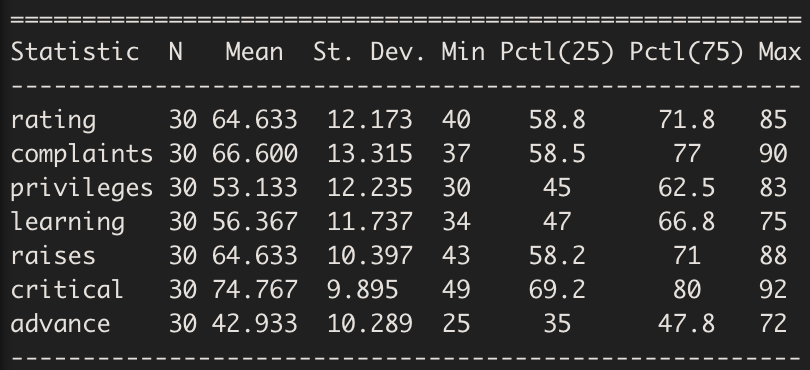 =======================================================
Statistic  N   Mean  St. Dev. Min Pctl(25) Pctl(75) Max
-------------------------------------------------------
rating     30 64.633  12.173  40    58.8     71.8   85
complaints 30 66.600  13.315  37    58.5      77    90
privileges 30 53.133  12.235  30     45      62.5   83
learning   30 56.367  11.737  34     47      66.8   75
raises     30 64.633  10.397  43    58.2      71    88
critical   30 74.767  9.895   49    69.2      80    92
advance    30 42.933  10.289  25     35      47.8   72
-------------------------------------------------------